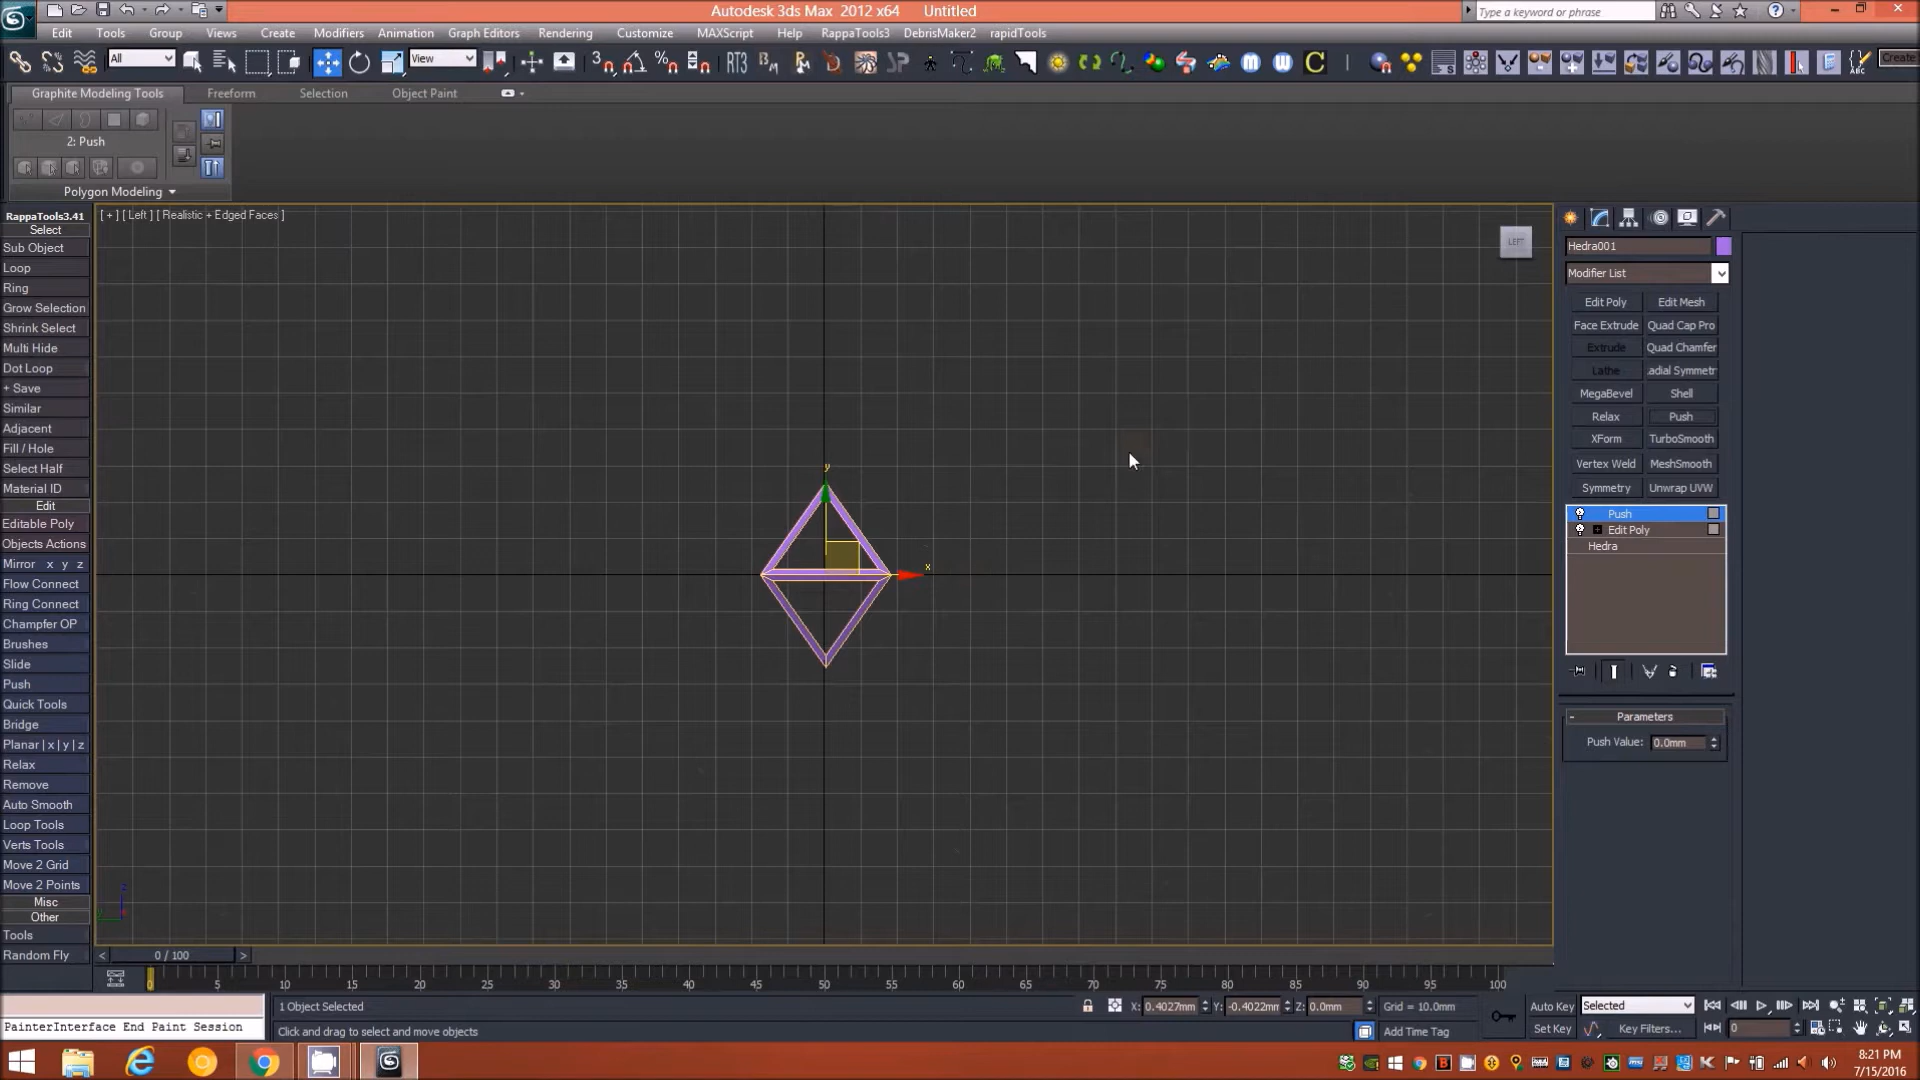 Autodesk 3ds Max 2012 x64 Untitled
Type a keyword or phrase
Edit Tools Group Views Create Modifiers Animation Graph Editors Rendering Customize MAXScript Help RappaTools3 DebrisMaker2 rapidTools
All View RT3 Create
Graphite Modeling Tools Freeform Selection Object Paint
2: Push
Polygon Modeling
RappaTools3.41
Select
Sub Object
Loop
Ring
Grow Selection
Shrink Select
Multi Hide
Dot Loop
+ Save
Similar
Adjacent
Fill / Hole
Select Half
Material ID
Edit
Editable Poly
Objects Actions
Mirror x y z
Flow Connect
Ring Connect
Champfer OP
Brushes
Slide
Push
Quick Tools
Bridge
Planar | x | y | z
Relax
Remove
Auto Smooth
Loop Tools
Verts Tools
Move 2 Grid
Move 2 Points
Misc
Other
Tools
Random Fly
[ + ] [ Left ] [ Realistic + Edged Faces ]
LEFT
y
x
z
Hedra001
Modifier List
Edit Poly Edit Mesh
Face Extrude Quad Cap Pro
Extrude Quad Chamfer
Lathe adial Symmetr
MegaBevel Shell
Relax Push
XForm TurboSmooth
Vertex Weld MeshSmooth
Symmetry Unwrap UVW
Push
Edit Poly
Hedra
- Parameters
Push Value: 0.0mm
< 0 / 100 >
0 5 10 15 20 25 30 35 40 45 50 55 60 65 70 75 80 85 90 95 100
PainterInterface End Paint Session
1 Object Selected
Click and drag to select and move objects
X: 0.4027mm Y: -0.4022mm Z: 0.0mm Grid = 10.0mm
Add Time Tag
Auto Key Selected
Set Key Key Filters... 0
8:21 PM
7/15/2016